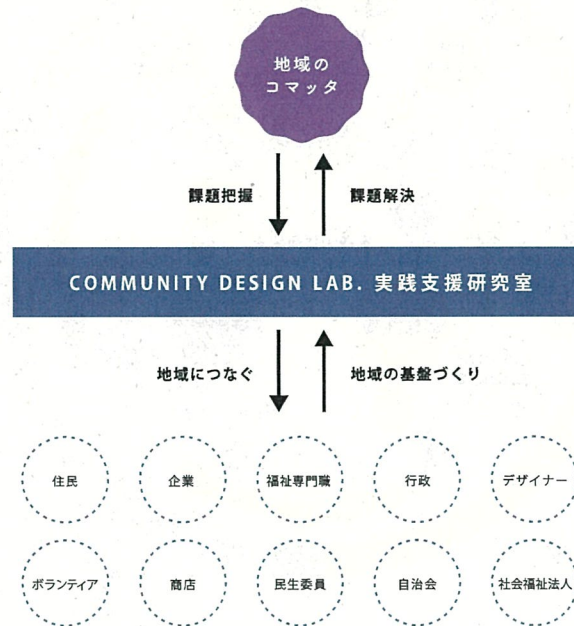 地域の
コマッタ
課題把握
課題解決
COMMUNITY DESIGN LAB. 実践支援研究室
地域につなぐ
地域の基盤づくり
住民
企業
福祉専門職
行政
デザイナー
ボランティア
商店
民生委員
自治会
社会福祉法人